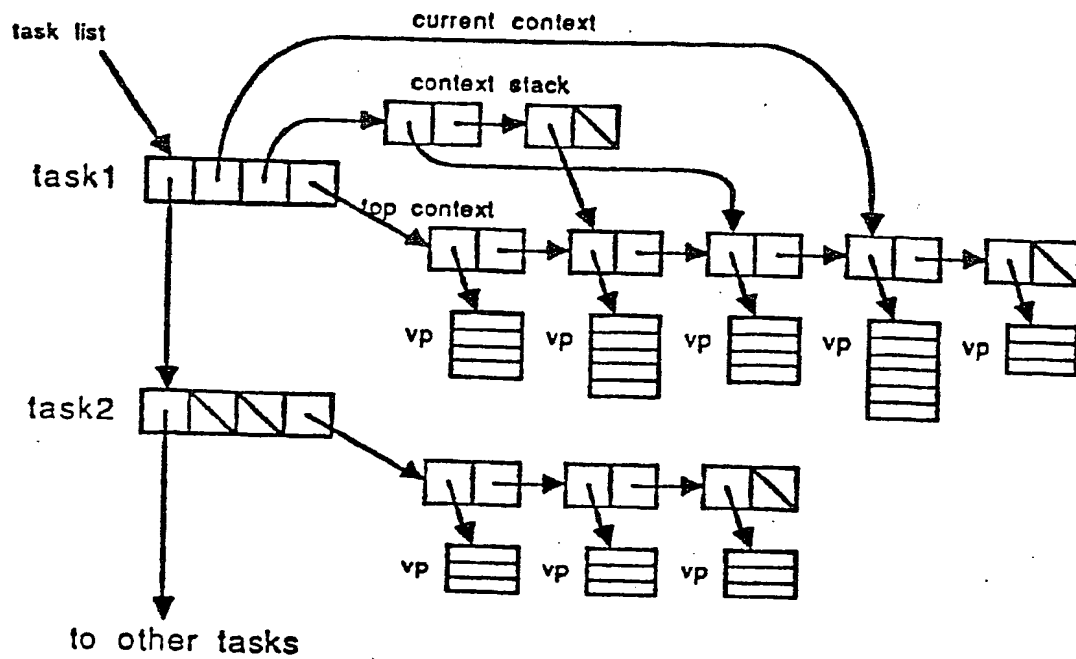 current context
task list
context stack
task1
top context
vp
vp
vp
vp
vp
task2
vp
vp
vp
to other tasks